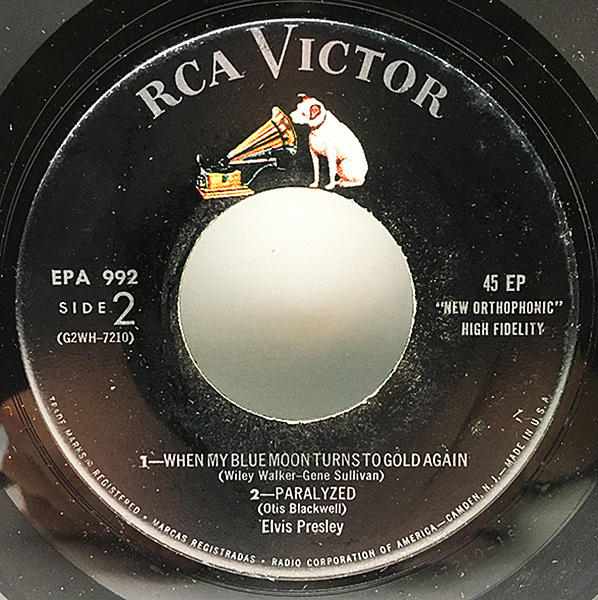 RCA VICTOR
EPA 992
SIDE 2
(G2WH-7210)
45 EP
"NEW ORTHOPHONIC"
HIGH FIDELITY
1—WHEN MY BLUE MOON TURNS TO GOLD AGAIN
(Wiley Walker-Gene Sullivan)
2—PARALYZED
(Otis Blackwell)
Elvis Presley
TRADE MARKS ® REGISTERED • MARCAS REGISTRADAS • RADIO CORPORATION OF AMERICA—CAMDEN, N.J.—MADE IN U.S.A.